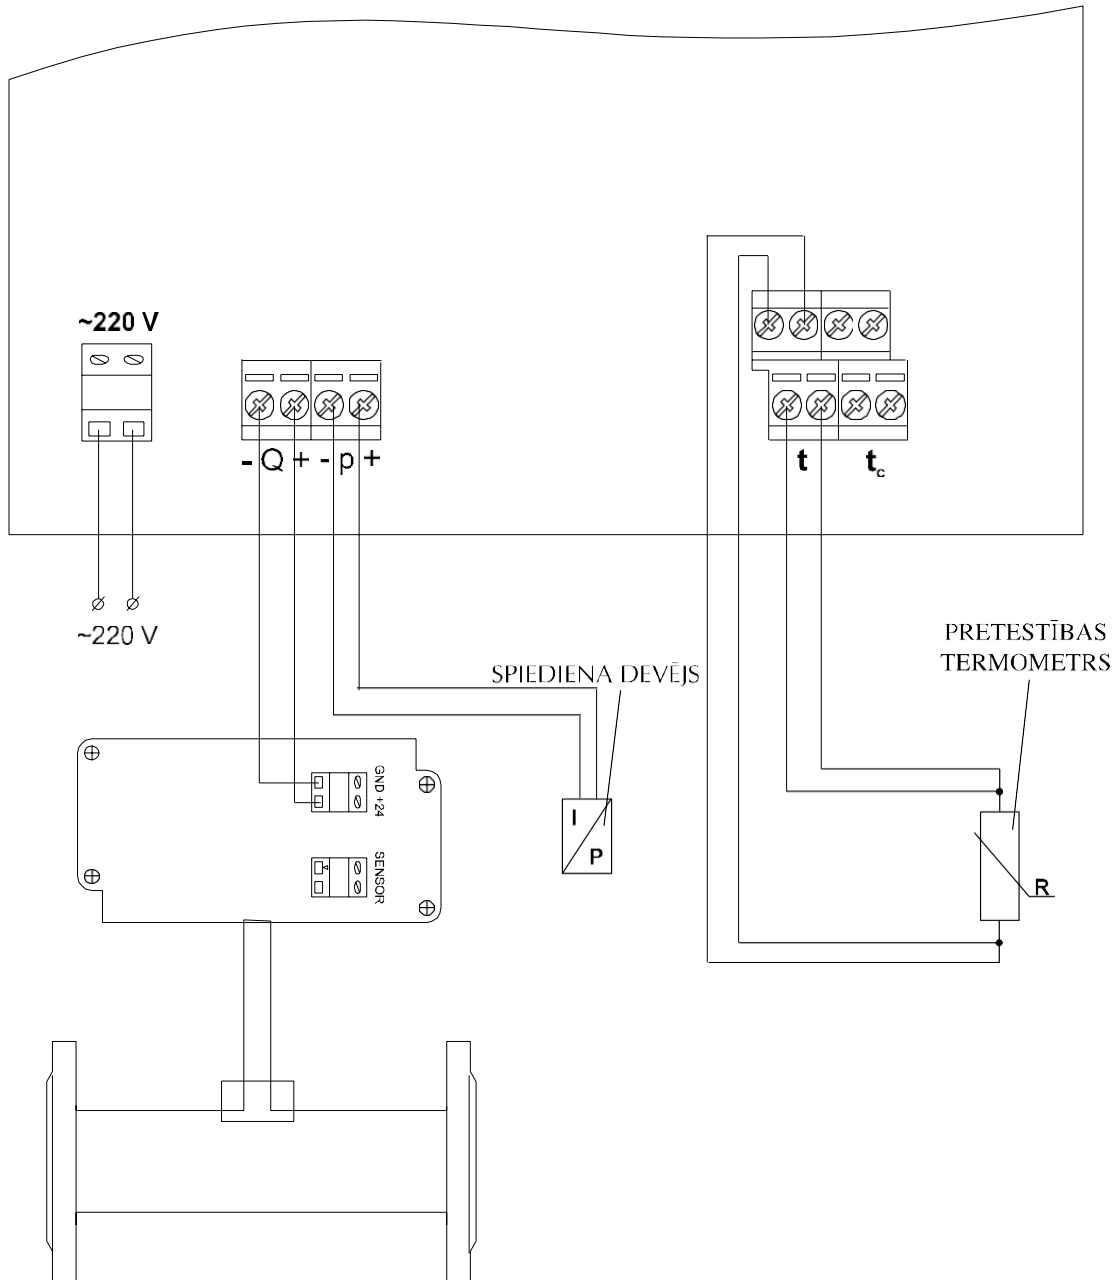 ~220 V
- Q + - p +
t
t꜀
~220 V
PRETESTĪBAS
TERMOMETRS
SPIEDIENA DEVĒJS
GND +24
SENSOR
I
P
R